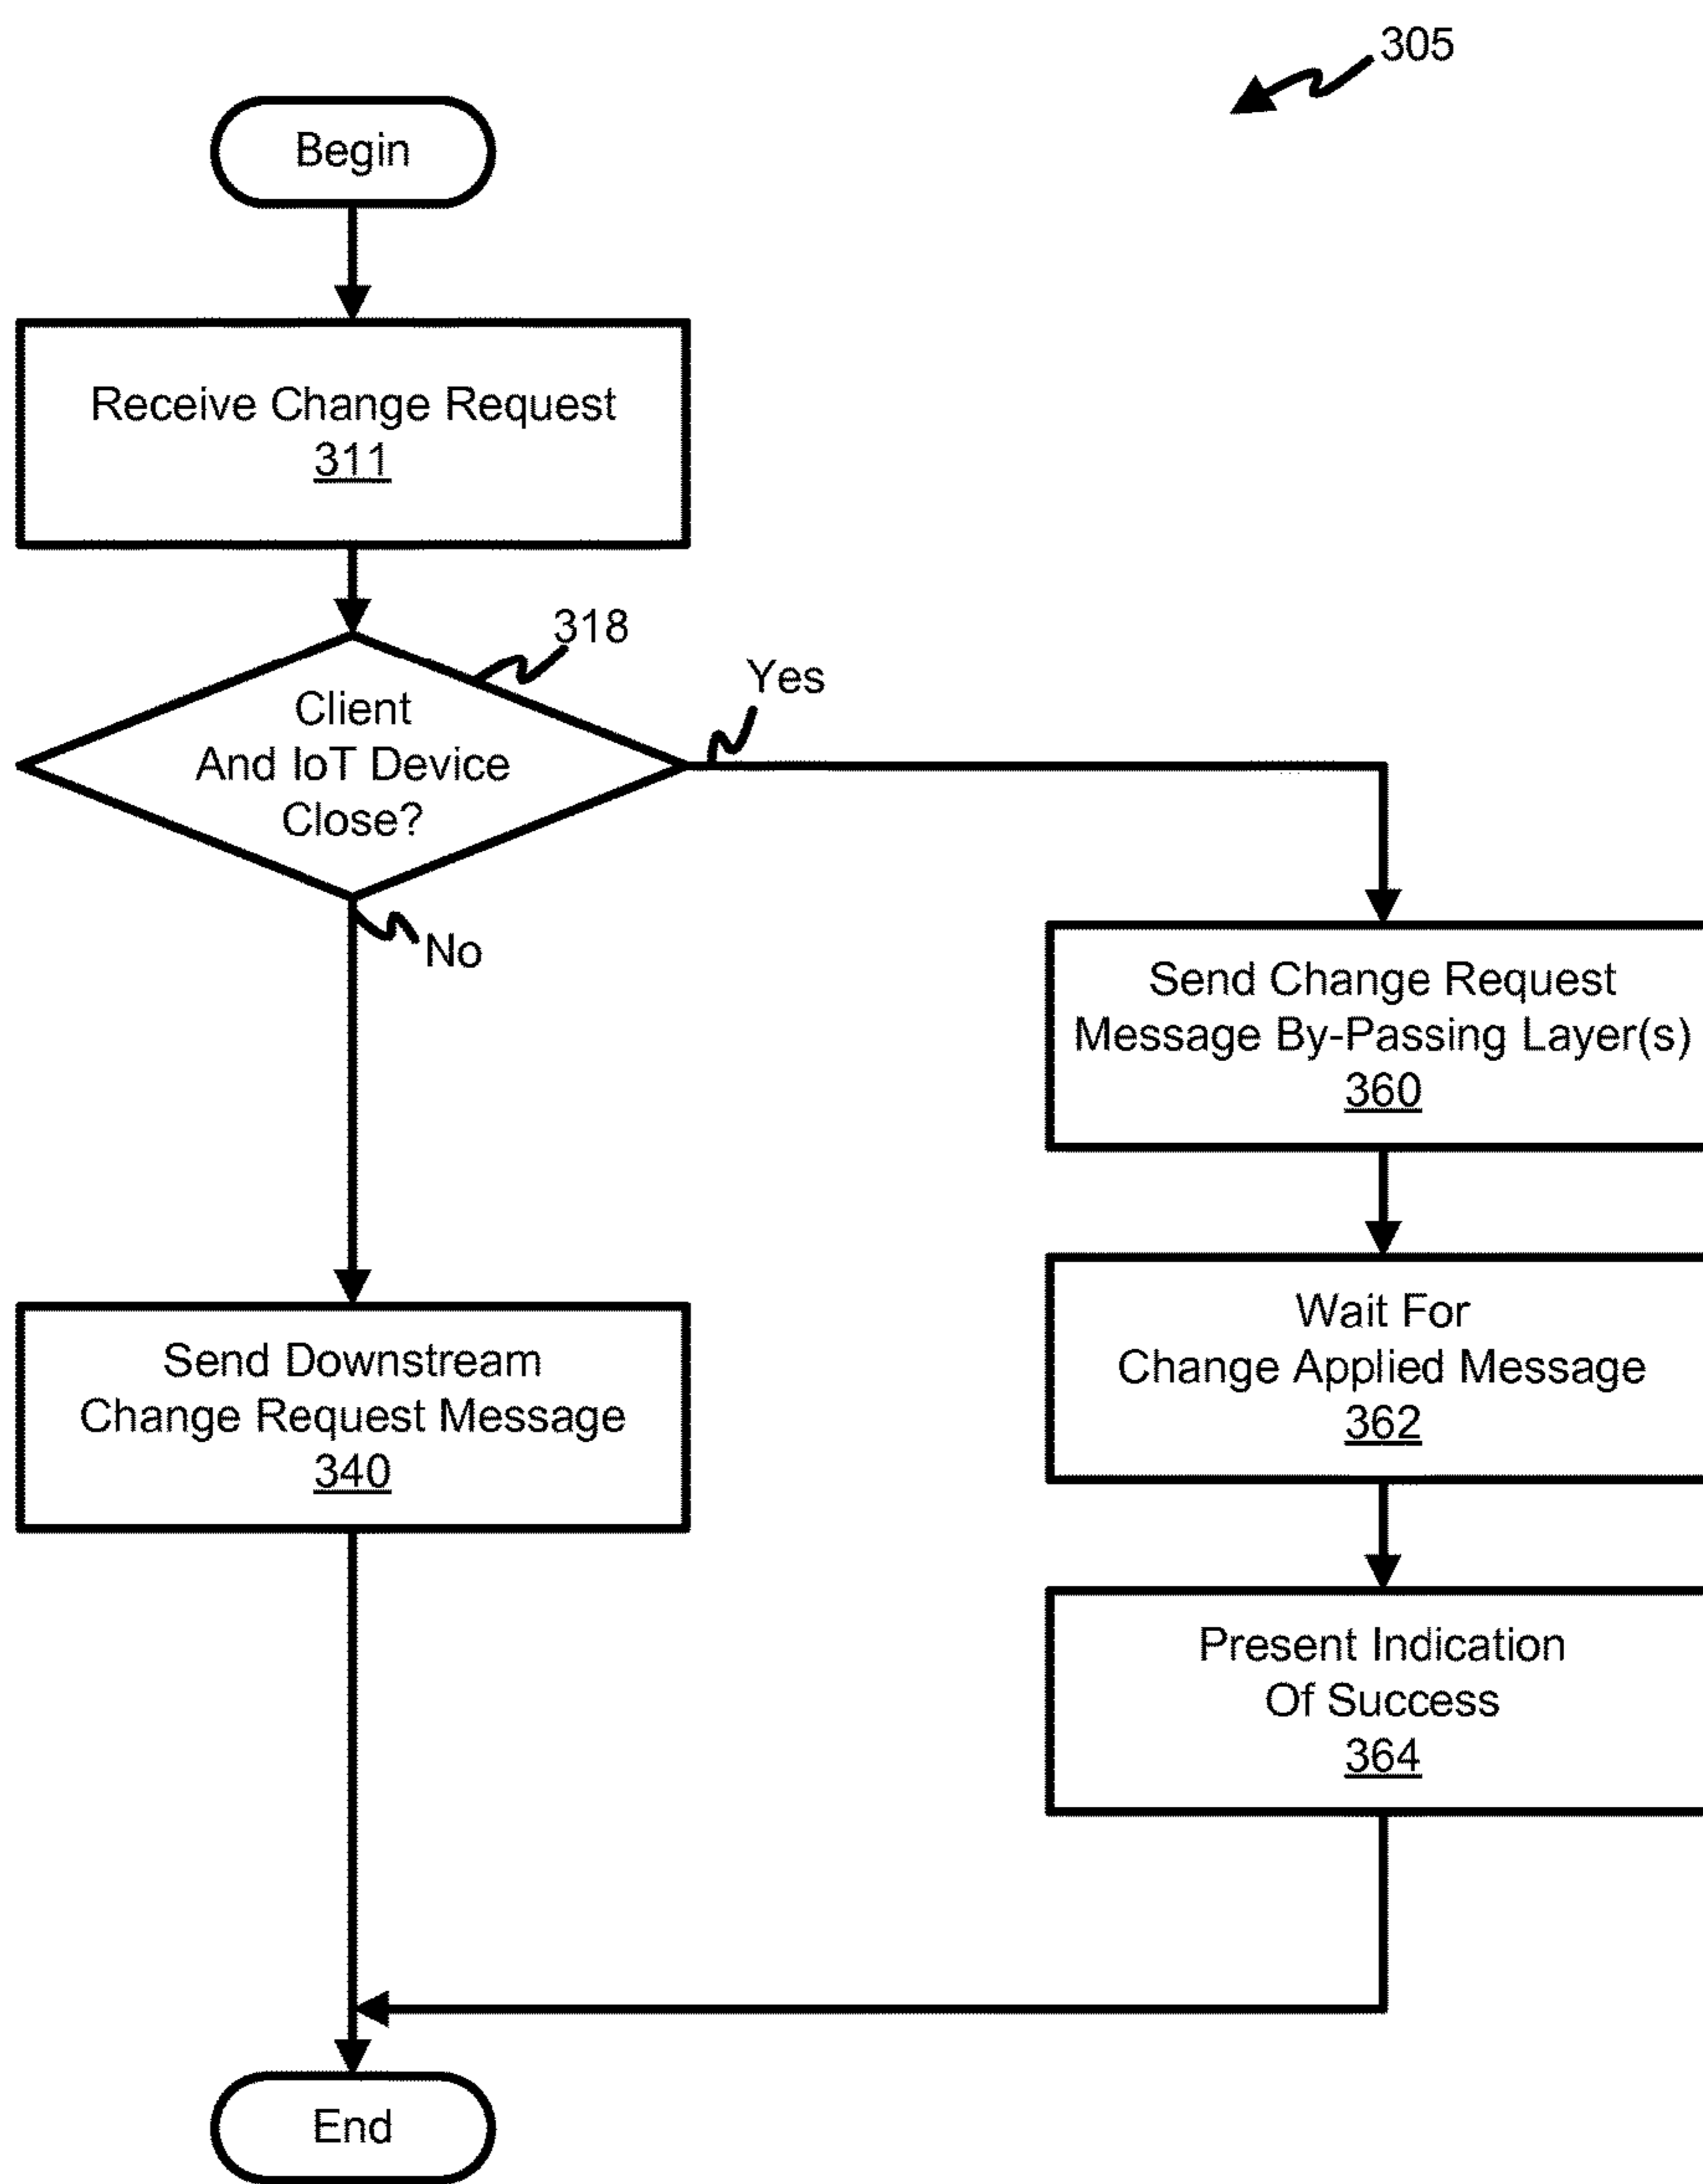 305
Begin
Receive Change Request
311
318
Client
And IoT Device
Close?
Yes
No
Send Change Request
Message By-Passing Layer(s)
360
Send Downstream
Change Request Message
340
Wait For
Change Applied Message
362
Present Indication
Of Success
364
End